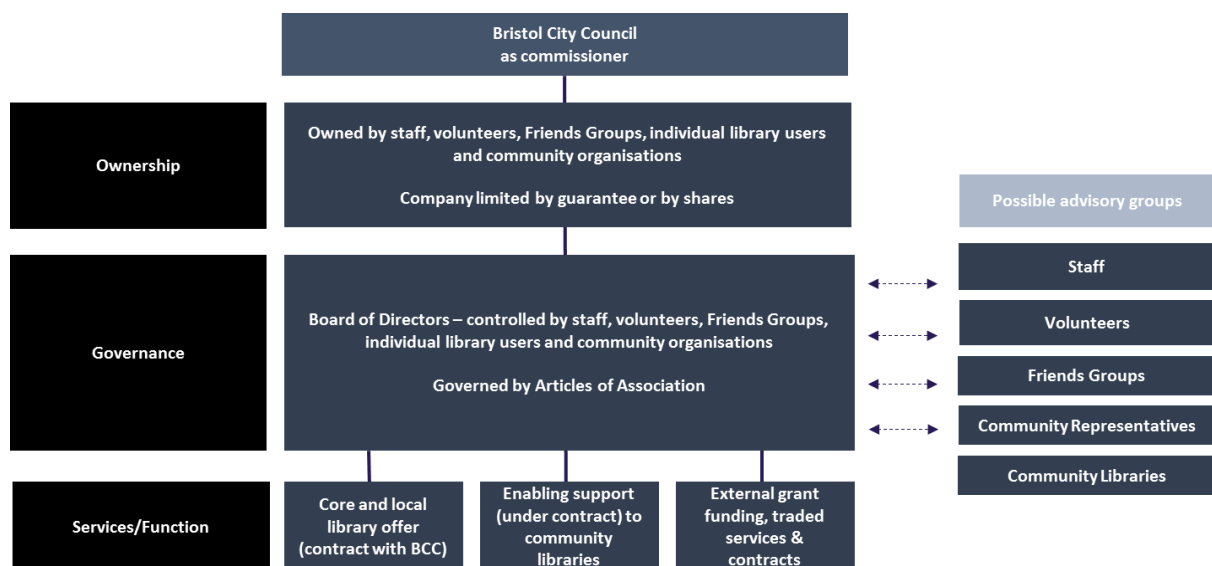 Bristol City Council
as commissioner
Ownership
Owned by staff, volunteers, Friends Groups, individual library users
and community organisations
Company limited by guarantee or by shares
Possible advisory groups
Governance
Board of Directors – controlled by staff, volunteers, Friends Groups,
individual library users and community organisations
Governed by Articles of Association
Staff
Volunteers
Friends Groups
Community Representatives
Community Libraries
Services/Function
Core and local
library offer
(contract with BCC)
Enabling support
(under contract) to
community
libraries
External grant
funding, traded
services &
contracts